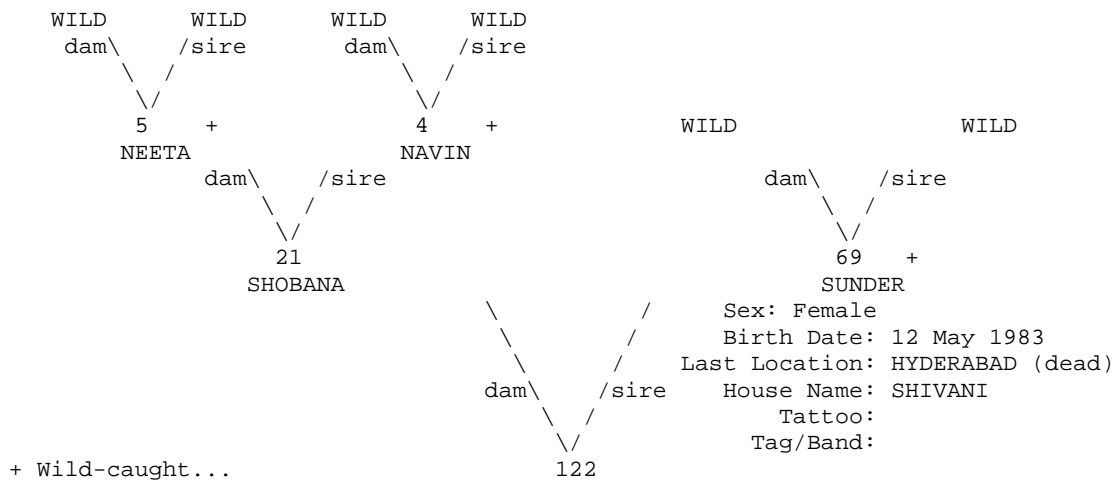 WILD WILD WILD WILD
dam\ /sire dam\ /sire
\ / \ /
\/ \/
5 + 4 + WILD WILD
NEETA NAVIN
dam\ /sire dam\ /sire
\ / \ /
\/ \/
21 69 +
SHOBANA SUNDER
\ / Sex: Female
\ / Birth Date: 12 May 1983
\ / Last Location: HYDERABAD (dead)
dam\ /sire House Name: SHIVANI
\ / Tattoo:
\/ Tag/Band:
+ Wild-caught... 122